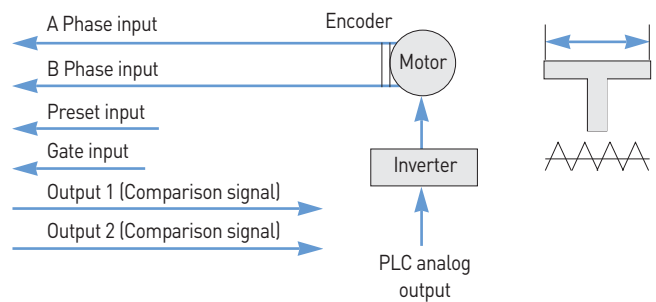 A Phase input
Encoder
B Phase input
Motor
Preset input
Gate input
Inverter
Output 1 (Comparison signal)
Output 2 (Comparison signal)
PLC analog
output